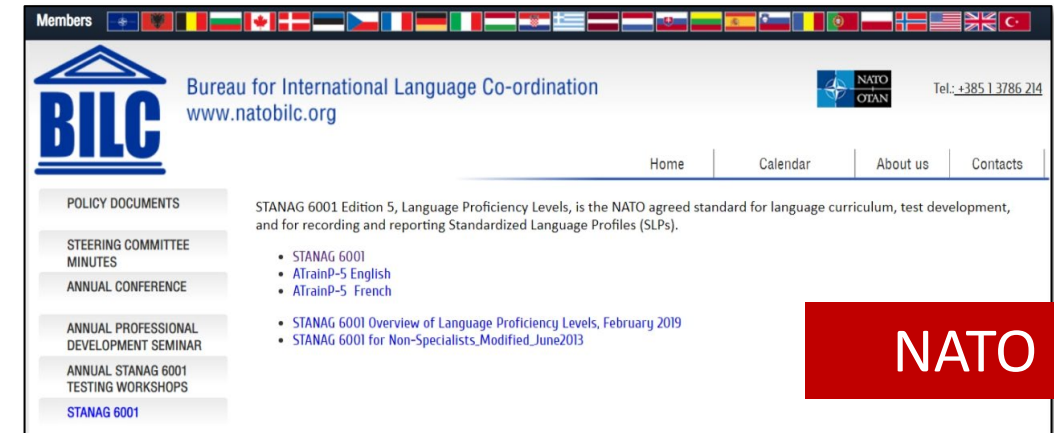 Members
BILC
Bureau for International Language Co-ordination
www.natobilc.org
NATO
OTAN
Tel.: +385 1 3786 214
Home
Calendar
About us
Contacts
POLICY DOCUMENTS
STEERING COMMITTEE
MINUTES
ANNUAL CONFERENCE
ANNUAL PROFESSIONAL
DEVELOPMENT SEMINAR
ANNUAL STANAG 6001
TESTING WORKSHOPS
STANAG 6001
STANAG 6001 Edition 5, Language Proficiency Levels, is the NATO agreed standard for language curriculum, test development,
and for recording and reporting Standardized Language Profiles (SLPs).
• STANAG 6001
• ATrainP-5 English
• ATrainP-5 French
• STANAG 6001 Overview of Language Proficiency Levels, February 2019
• STANAG 6001 for Non-Specialists_Modified_June2013
NATO